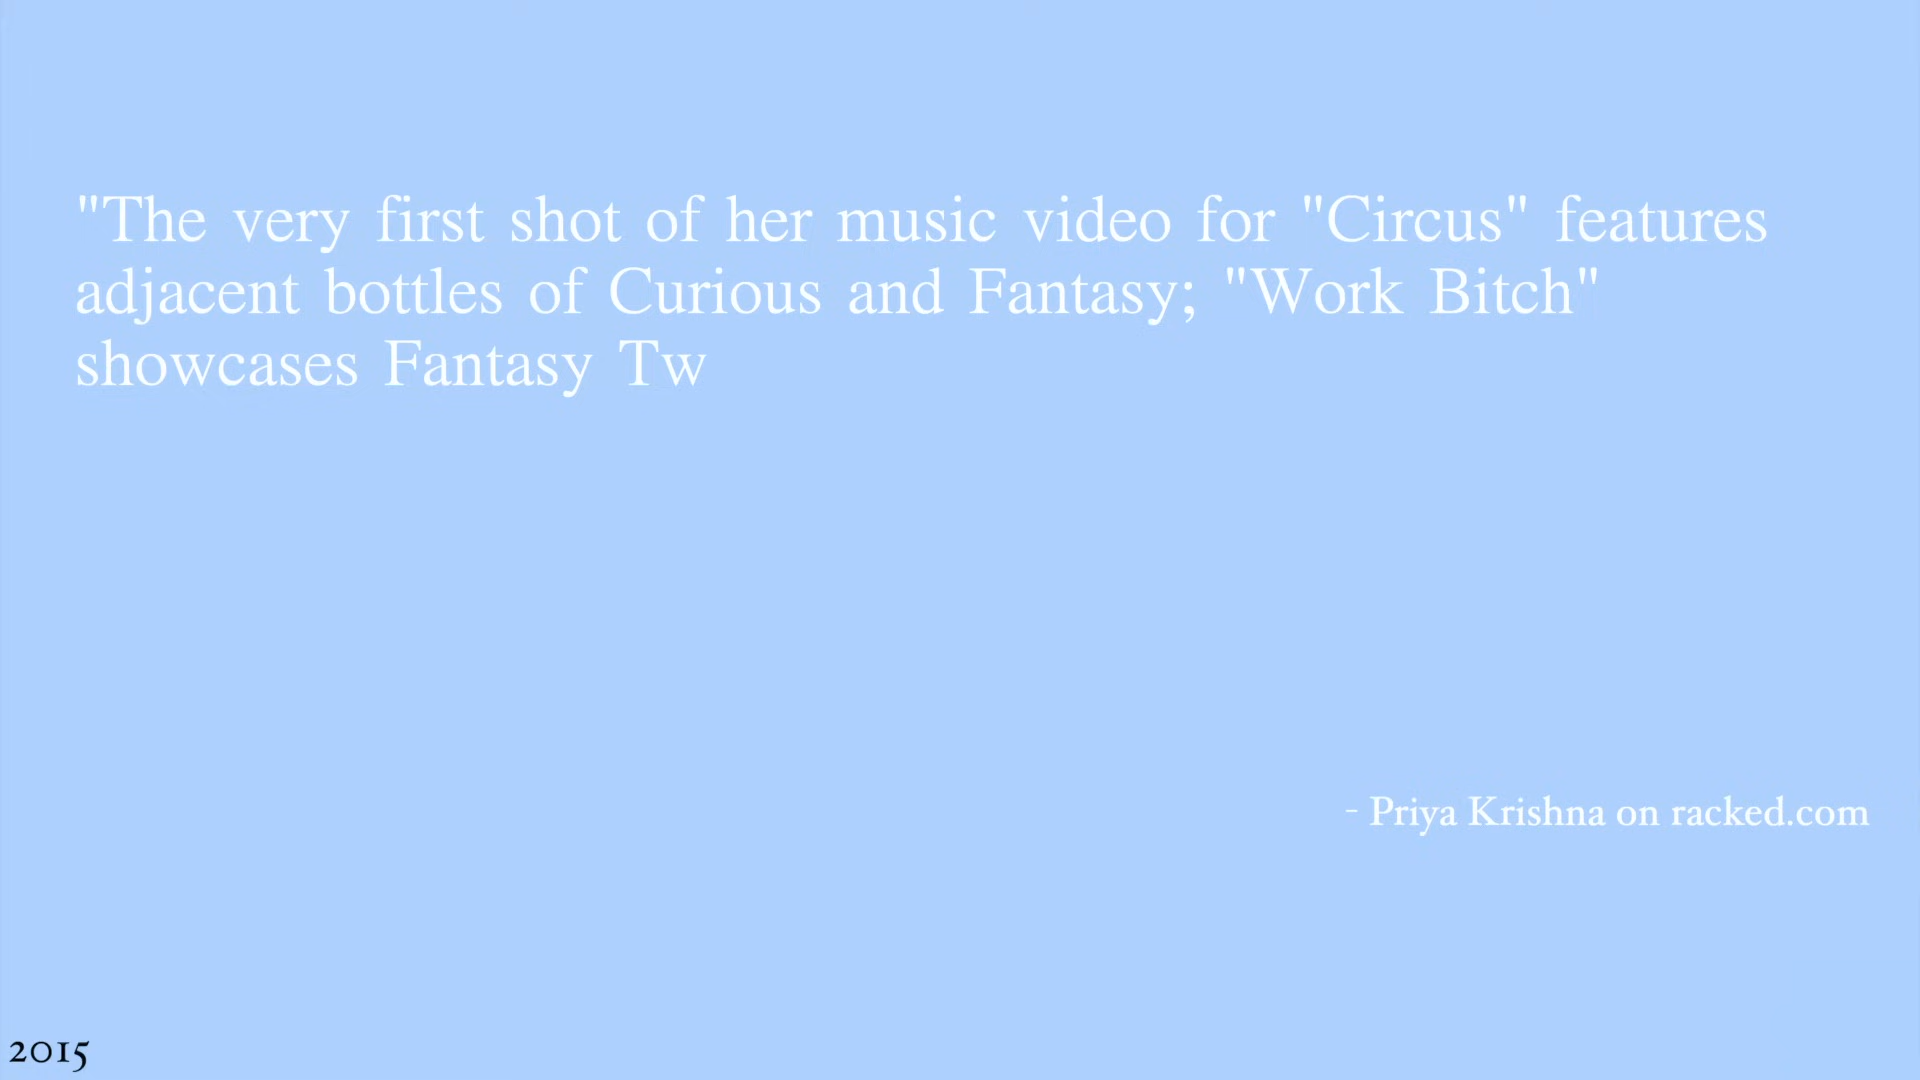 "The very first shot of her music video for "Circus" features
adjacent bottles of Curious and Fantasy; "Work Bitch"
showcases Fantasy Tw
- Priya Krishna on racked.com
2015